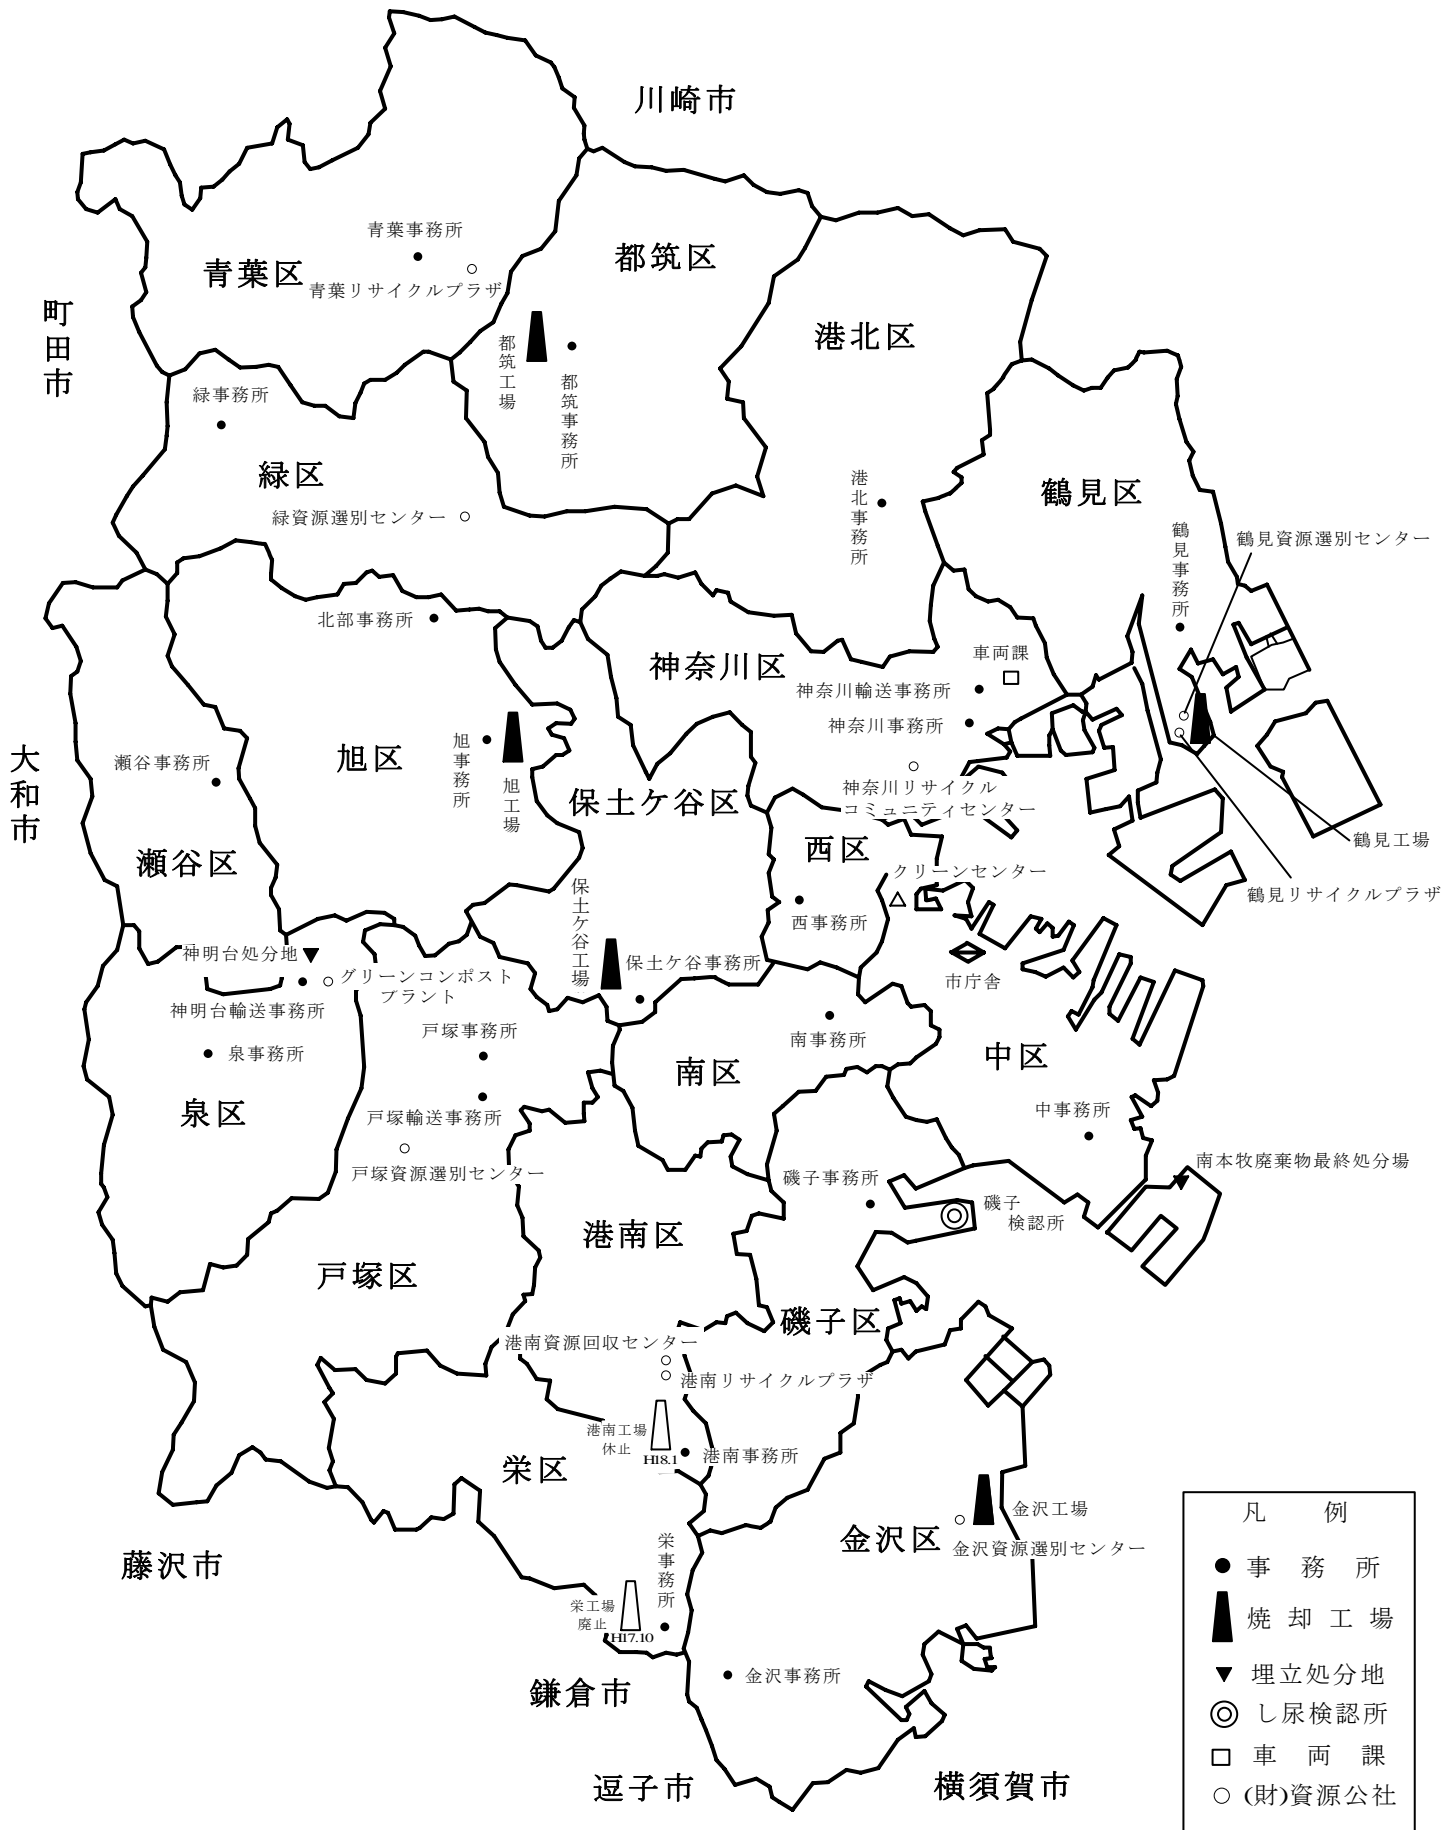 川崎市
青葉事務所
青葉区
青葉リサイクルプラザ
都筑区
町田市
都筑工場
都筑事務所
港北区
緑事務所
緑区
緑資源選別センター
港北事務所
鶴見区
鶴見事務所
鶴見資源選別センター
北部事務所
神奈川区
車両課
神奈川輸送事務所
神奈川事務所
大和市
瀬谷事務所
旭区
旭事務所
旭工場
保土ケ谷区
神奈川リサイクル
コミュニティセンター
瀬谷区
西区
鶴見工場
クリーンセンター
鶴見リサイクルプラザ
保土ケ谷工場
西事務所
神明台処分地
グリーンコンポスト
プラント
保土ケ谷事務所
市庁舎
神明台輸送事務所
戸塚事務所
南事務所
泉事務所
南区
中区
泉区
戸塚輸送事務所
中事務所
戸塚資源選別センター
磯子事務所
南本牧廃棄物最終処分場
磯子
検認所
港南区
戸塚区
磯子区
港南資源回収センター
港南リサイクルプラザ
港南工場
休止
H18.1
港南事務所
栄区
金沢工場
金沢区
金沢資源選別センター
藤沢市
栄事務所
栄工場
廃止
H17.10
鎌倉市
金沢事務所
逗子市
横須賀市
凡　例
事　務　所
焼 却 工 場
埋立処分地
し尿検認所
車　両　課
(財)資源公社